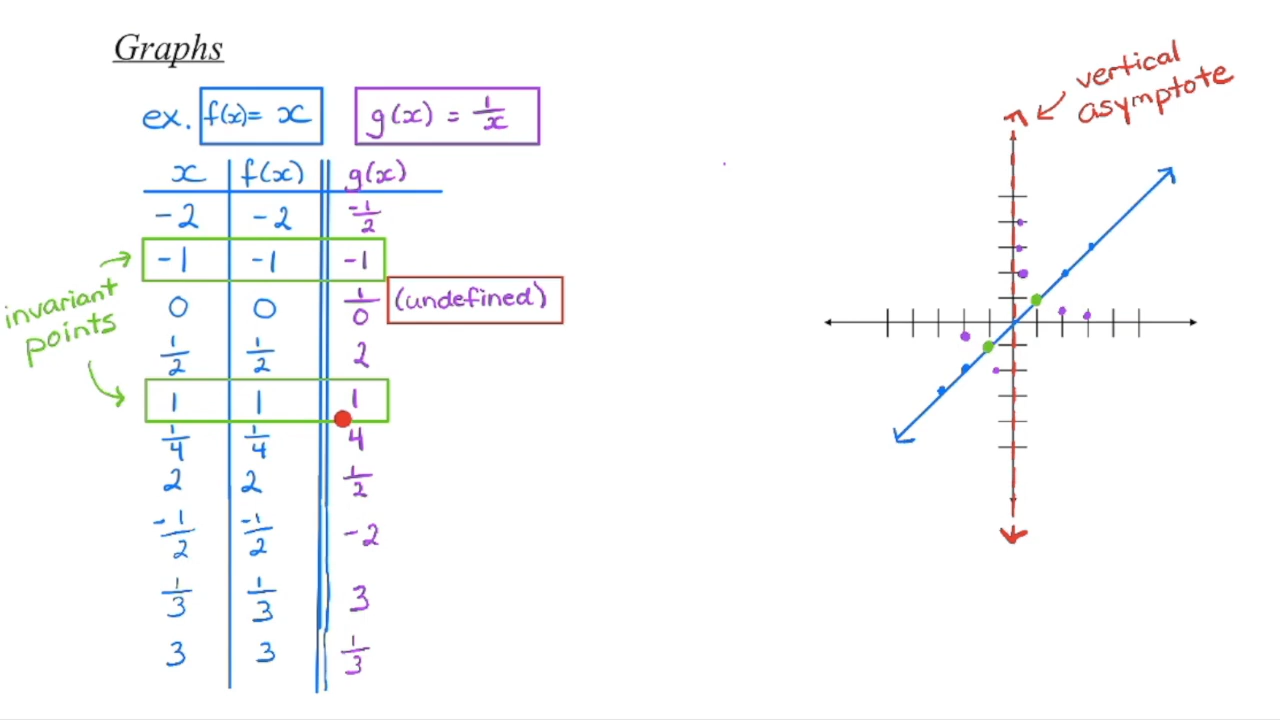 Graphs
ex. f(x)= x g(x) = 1/x
x f(x) g(x)
-2 -2 -1/2
-1 -1 -1
0 0 1/0 (undefined)
1/2 1/2 2
1 1 1
1/4 1/4 4
2 2 1/2
-1/2 -1/2 -2
1/3 1/3 3
3 3 1/3
invariant
points
vertical
asymptote